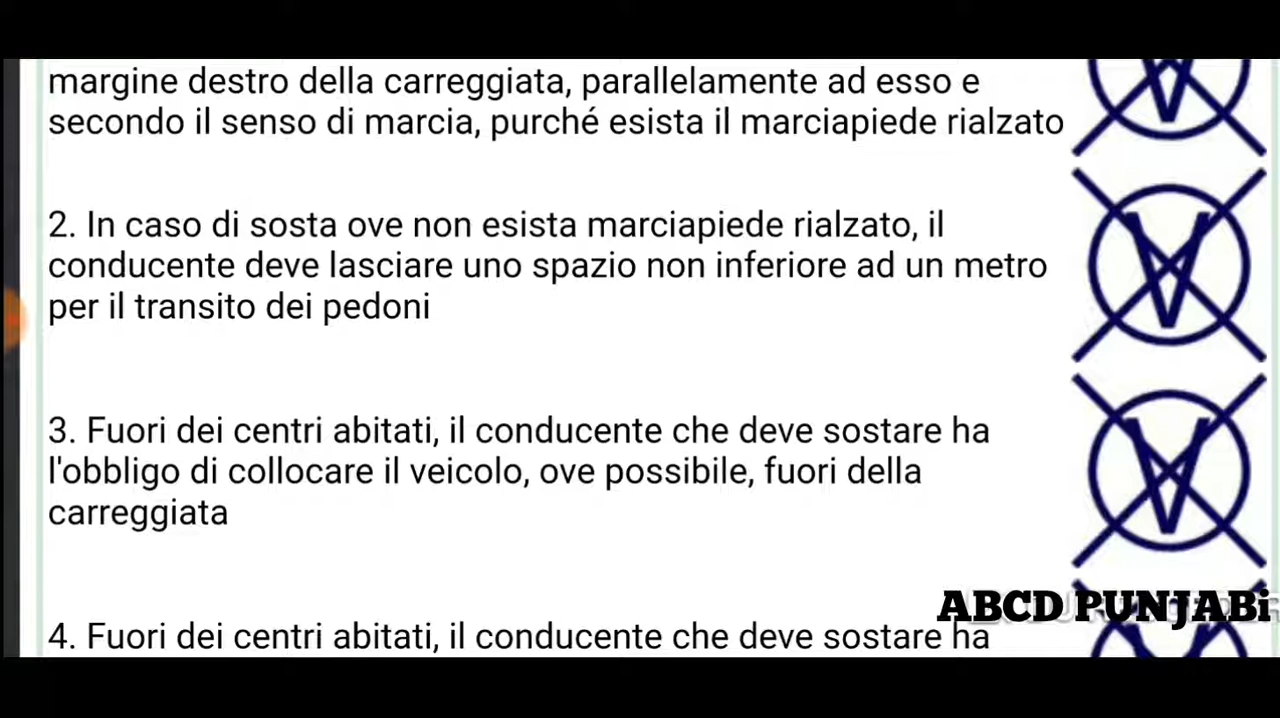 margine destro della carreggiata, parallelamente ad esso e
secondo il senso di marcia, purché esista il marciapiede rialzato
V
2. In caso di sosta ove non esista marciapiede rialzato, il
conducente deve lasciare uno spazio non inferiore ad un metro
per il transito dei pedoni
V
3. Fuori dei centri abitati, il conducente che deve sostare ha
l'obbligo di collocare il veicolo, ove possibile, fuori della
carreggiata
V
ABCD PUNJABi
4. Fuori dei centri abitati, il conducente che deve sostare ha